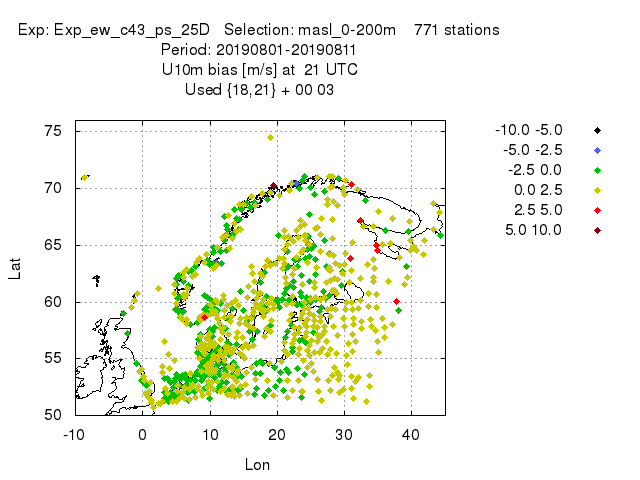 Exp: Exp_ew_c43_ps_25D   Selection: masl_0-200m    771 stations
Period: 20190801-20190811
U10m bias [m/s] at  21 UTC
Used {18,21} + 00 03
-10.0 -5.0
-5.0 -2.5
-2.5 0.0
0.0 2.5
2.5 5.0
5.0 10.0
75
70
65
60
55
50
Lat
-10 0 10 20 30 40
Lon